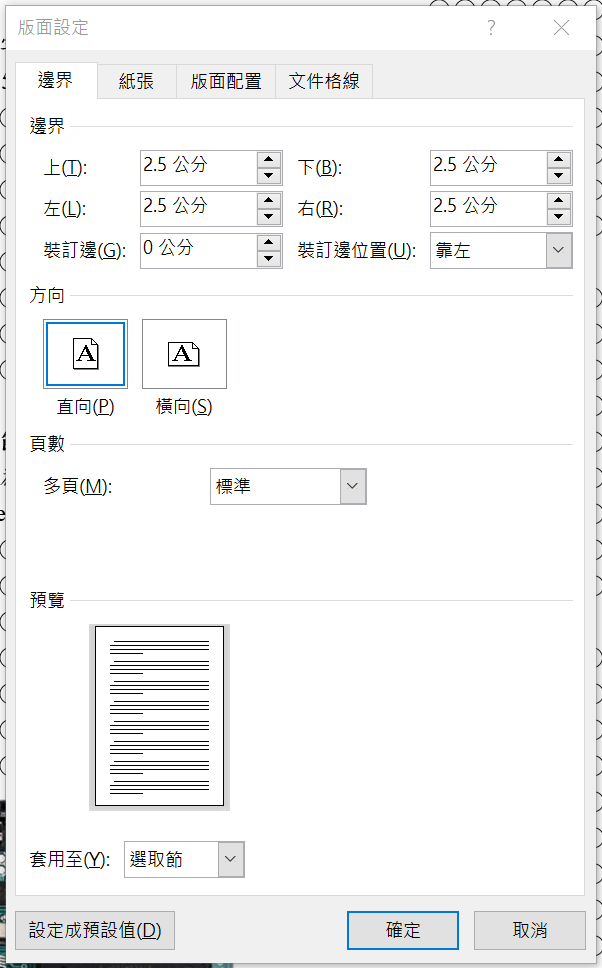 版面設定
邊界 紙張 版面配置 文件格線
邊界
上(T): 2.5 公分 下(B): 2.5 公分
左(L): 2.5 公分 右(R): 2.5 公分
裝訂邊(G): 0 公分 裝訂邊位置(U): 靠左
方向
A A
直向(P) 橫向(S)
頁數
多頁(M): 標準
預覽
套用至(Y): 選取節
設定成預設值(D) 確定 取消